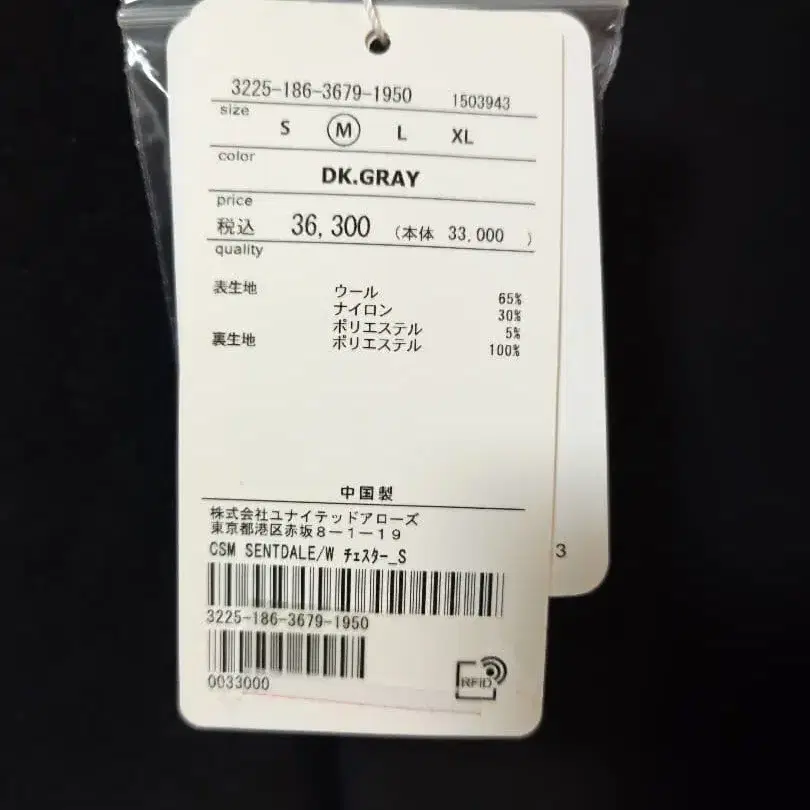 3225-186-3679-1950 1503943
size
S M L XL
color
DK.GRAY
price
税込 36,300 (本体 33,000 )
quality
表生地 ウール 65%
ナイロン 30%
ポリエステル 5%
裏生地 ポリエステル 100%
中国製
株式会社ユナイテッドアローズ
東京都港区赤坂8-1-19
CSM SENTDALE/W チェスター_S
3225-186-3679-1950
0033000
RFID
3